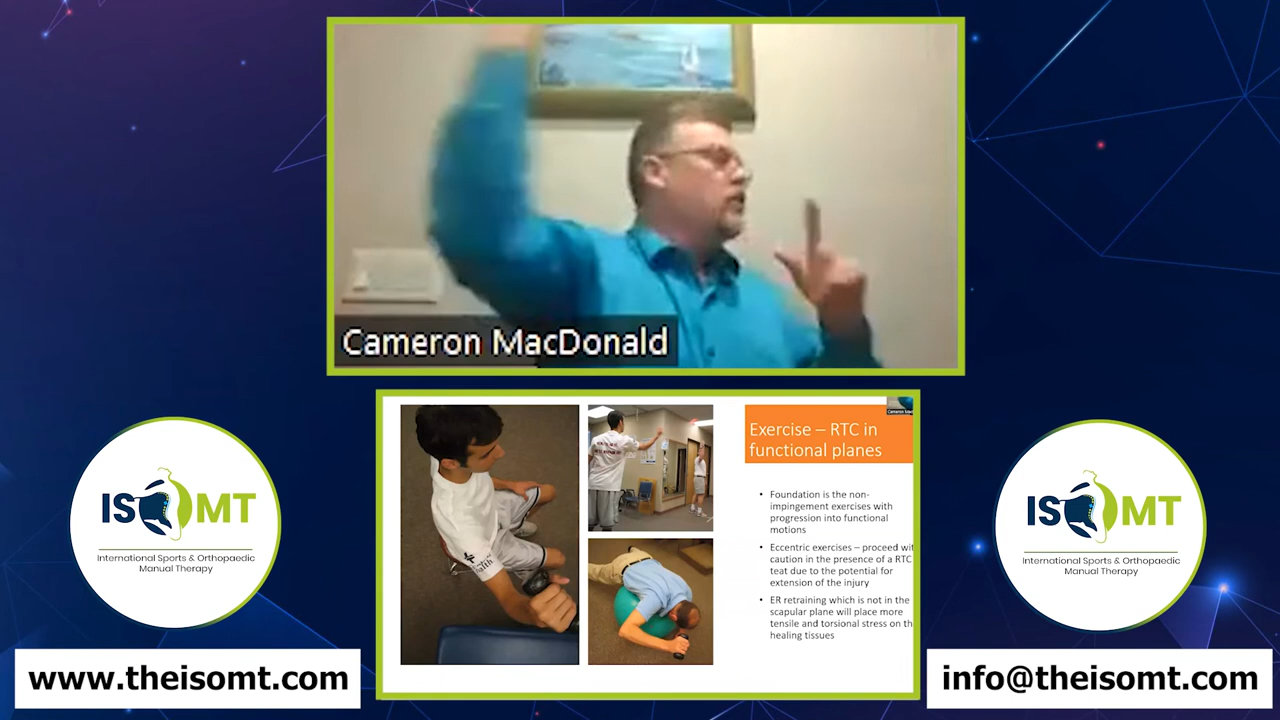 Cameron MacDonald
Cameron Mac
Exercise – RTC in
functional planes
• Foundation is the non-
impingement exercises with
progression into functional
motions
• Eccentric exercises – proceed wit
caution in the presence of a RTC
teat due to the potential for
extension of the injury
• ER retraining which is not in the
scapular plane will place more
tensile and torsional stress on th
healing tissues
ISOMT
International Sports & Orthopaedic
Manual Therapy
ISOMT
International Sports & Orthopaedic
Manual Therapy
www.theisomt.com
info@theisomt.com